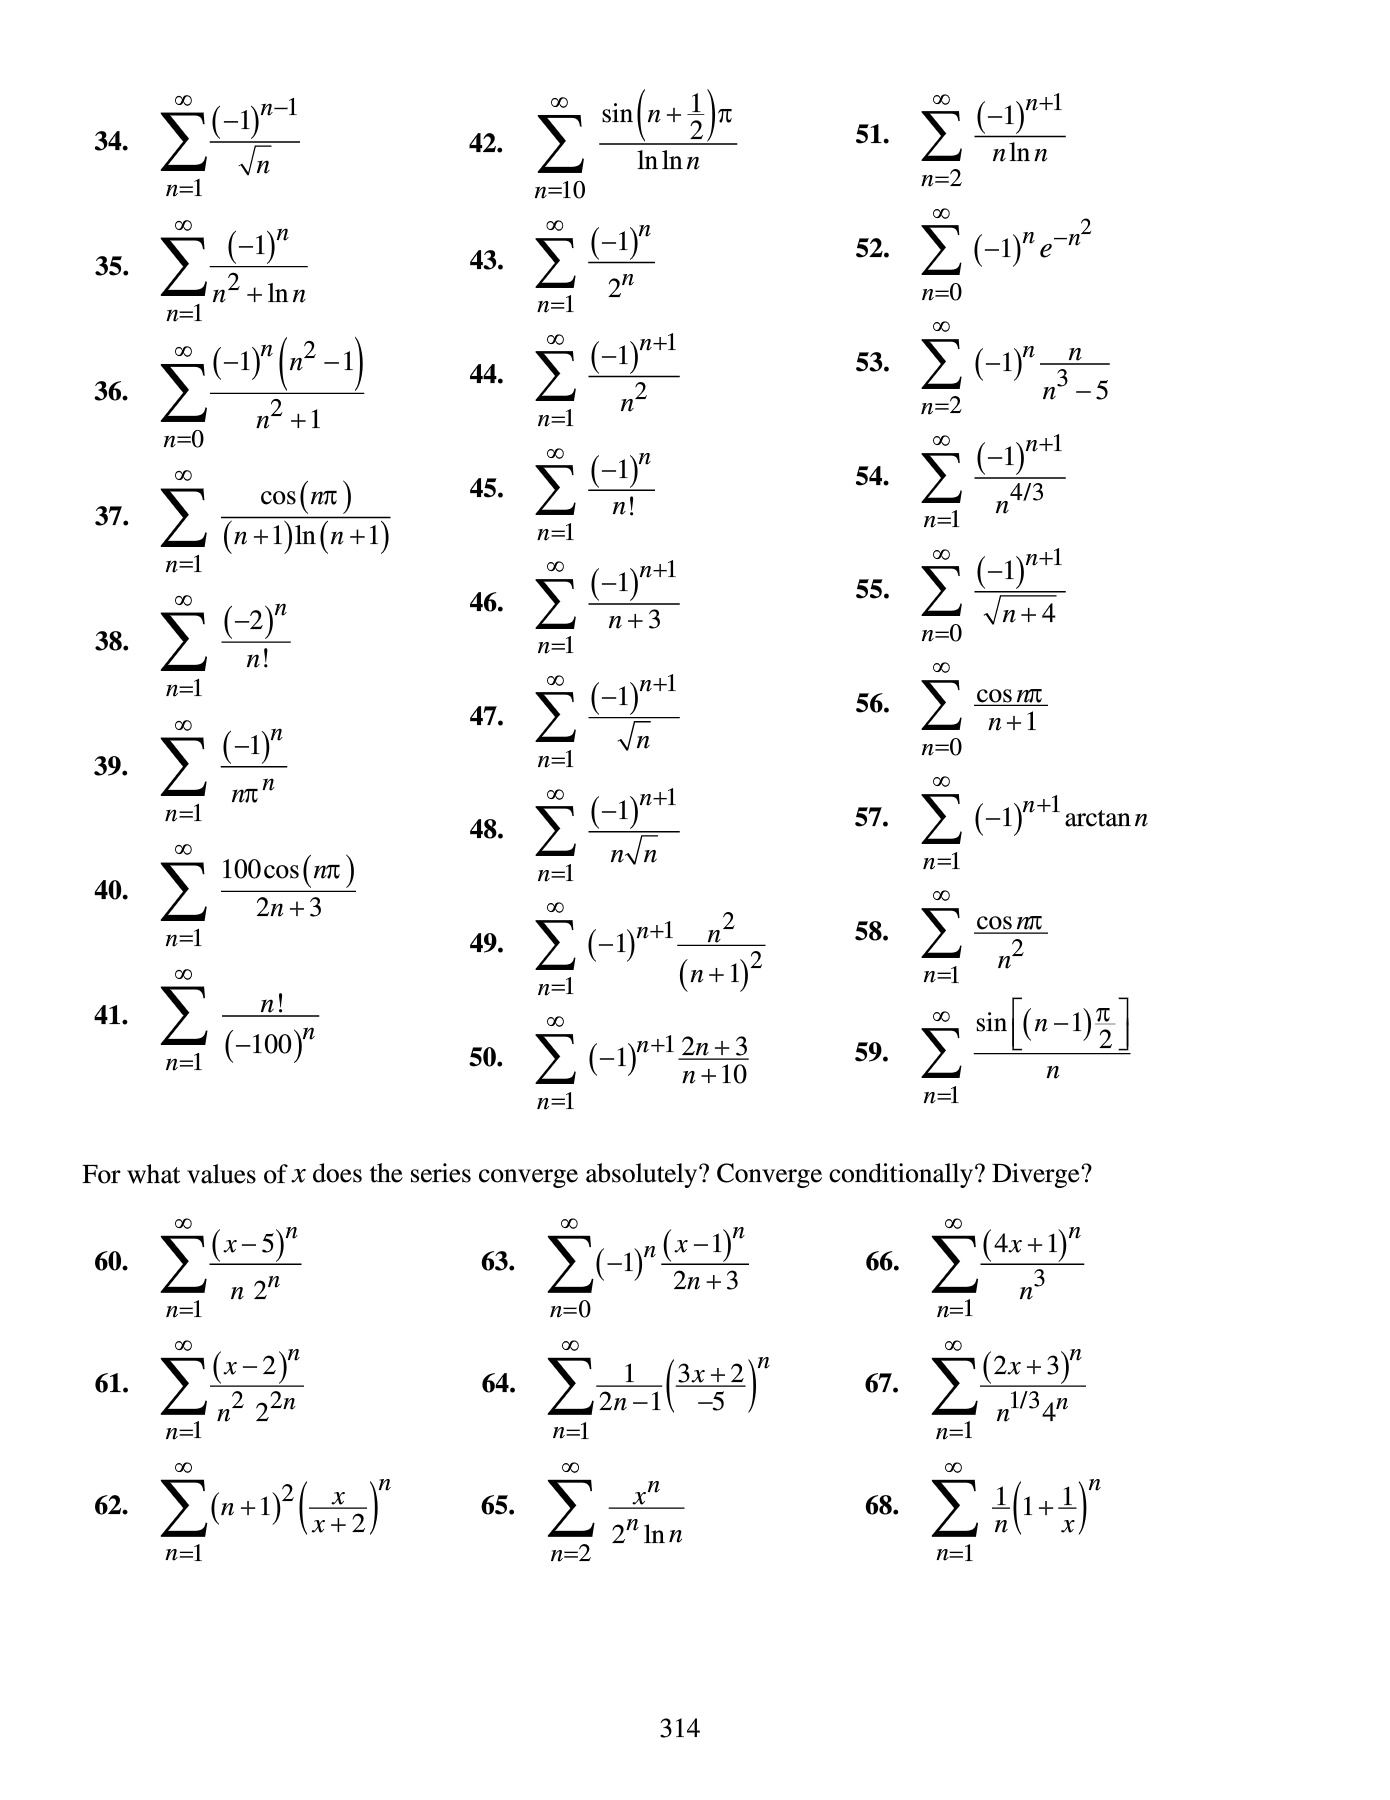 34. $\sum_{n=1}^{\infty} \frac{(-1)^{n-1}}{\sqrt{n}}$
35. $\sum_{n=1}^{\infty} \frac{(-1)^n}{n^2 + \ln n}$
36. $\sum_{n=0}^{\infty} \frac{(-1)^n (n^2 - 1)}{n^2 + 1}$
37. $\sum_{n=1}^{\infty} \frac{\cos(n\pi)}{(n+1)\ln(n+1)}$
38. $\sum_{n=1}^{\infty} \frac{(-2)^n}{n!}$
39. $\sum_{n=1}^{\infty} \frac{(-1)^n}{n\pi^n}$
40. $\sum_{n=1}^{\infty} \frac{100\cos(n\pi)}{2n+3}$
41. $\sum_{n=1}^{\infty} \frac{n!}{(-100)^n}$
42. $\sum_{n=10}^{\infty} \frac{\sin\left(n+\frac{1}{2}\right)\pi}{\ln \ln n}$
43. $\sum_{n=1}^{\infty} \frac{(-1)^n}{2^n}$
44. $\sum_{n=1}^{\infty} \frac{(-1)^{n+1}}{n^2}$
45. $\sum_{n=1}^{\infty} \frac{(-1)^n}{n!}$
46. $\sum_{n=1}^{\infty} \frac{(-1)^{n+1}}{n+3}$
47. $\sum_{n=1}^{\infty} \frac{(-1)^{n+1}}{\sqrt{n}}$
48. $\sum_{n=1}^{\infty} \frac{(-1)^{n+1}}{n\sqrt{n}}$
49. $\sum_{n=1}^{\infty} (-1)^{n+1} \frac{n^2}{(n+1)^2}$
50. $\sum_{n=1}^{\infty} (-1)^{n+1} \frac{2n+3}{n+10}$
51. $\sum_{n=2}^{\infty} \frac{(-1)^{n+1}}{n \ln n}$
52. $\sum_{n=0}^{\infty} (-1)^n e^{-n^2}$
53. $\sum_{n=2}^{\infty} (-1)^n \frac{n}{n^3 - 5}$
54. $\sum_{n=1}^{\infty} \frac{(-1)^{n+1}}{n^{4/3}}$
55. $\sum_{n=0}^{\infty} \frac{(-1)^{n+1}}{\sqrt{n+4}}$
56. $\sum_{n=0}^{\infty} \frac{\cos n\pi}{n+1}$
57. $\sum_{n=1}^{\infty} (-1)^{n+1} \arctan n$
58. $\sum_{n=1}^{\infty} \frac{\cos n\pi}{n^2}$
59. $\sum_{n=1}^{\infty} \frac{\sin\left[(n-1)\frac{\pi}{2}\right]}{n}$
For what values of $x$ does the series converge absolutely? Converge conditionally? Diverge?
60. $\sum_{n=1}^{\infty} \frac{(x-5)^n}{n \, 2^n}$
61. $\sum_{n=1}^{\infty} \frac{(x-2)^n}{n^2 \, 2^{2n}}$
62. $\sum_{n=1}^{\infty} (n+1)^2 \left(\frac{x}{x+2}\right)^n$
63. $\sum_{n=0}^{\infty} (-1)^n \frac{(x-1)^n}{2n+3}$
64. $\sum_{n=1}^{\infty} \frac{1}{2n-1} \left(\frac{3x+2}{-5}\right)^n$
65. $\sum_{n=2}^{\infty} \frac{x^n}{2^n \ln n}$
66. $\sum_{n=1}^{\infty} \frac{(4x+1)^n}{n^3}$
67. $\sum_{n=1}^{\infty} \frac{(2x+3)^n}{n^{1/3} 4^n}$
68. $\sum_{n=1}^{\infty} \frac{1}{n} \left(1+\frac{1}{x}\right)^n$
314